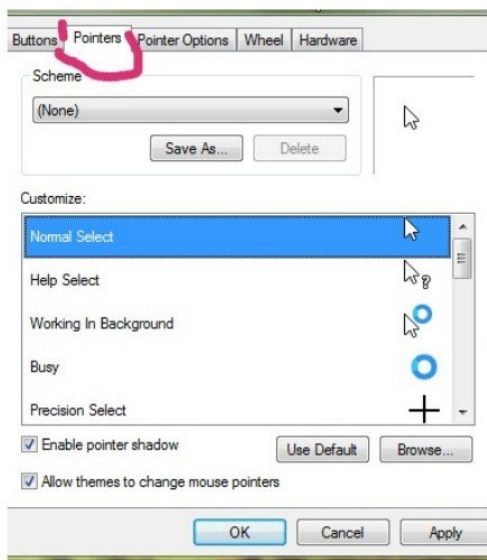 Buttons Pointers Pointer Options Wheel Hardware
Scheme
(None)
Save As... Delete
Customize:
Normal Select
Help Select
Working In Background
Busy
Precision Select
Enable pointer shadow Use Default Browse...
Allow themes to change mouse pointers
OK Cancel Apply